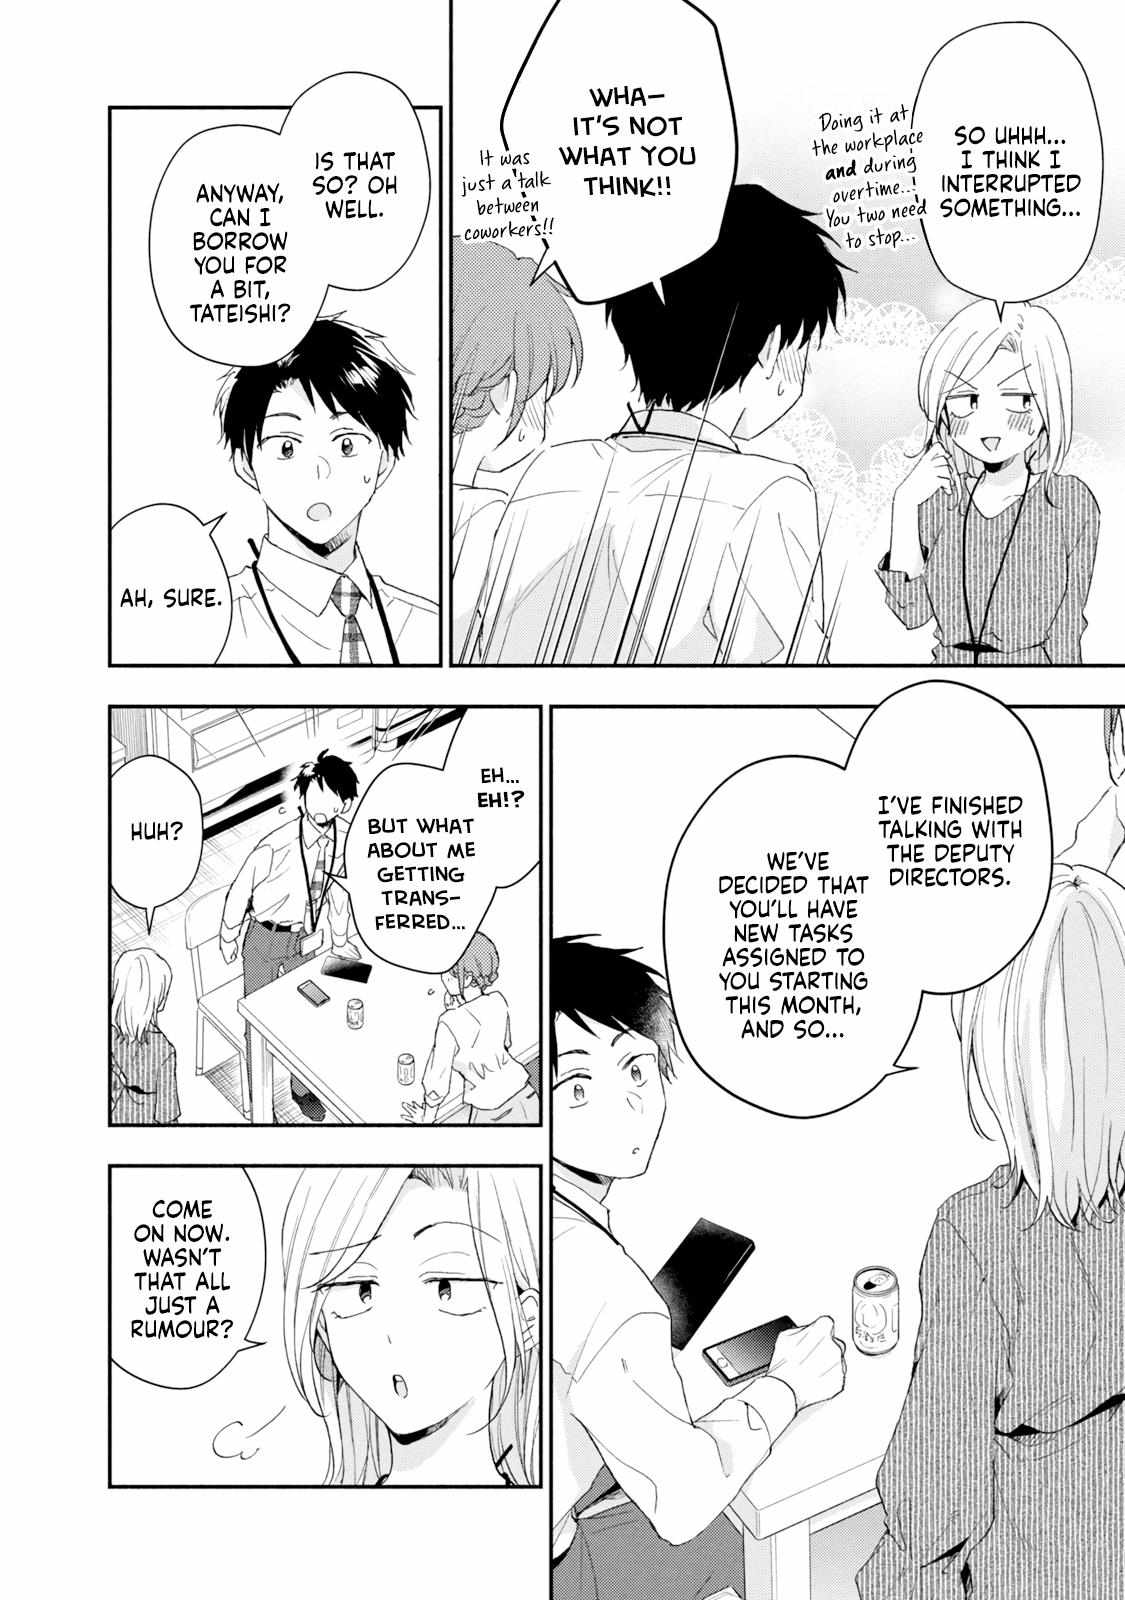 SO UHHH...
I THINK I
INTERRUPTED
SOMETHING...
Doing it at
the workplace
and during
overtime...!
You two need
to stop...
WHA–
IT'S NOT
WHAT YOU
THINK!!
It was
just a talk
between
coworkers!!
IS THAT
SO? OH
WELL.
ANYWAY,
CAN I
BORROW
YOU FOR
A BIT,
TATEISHI?
AH, SURE.
I'VE FINISHED
TALKING WITH
THE DEPUTY
DIRECTORS.
WE'VE
DECIDED THAT
YOU'LL HAVE
NEW TASKS
ASSIGNED TO
YOU STARTING
THIS MONTH,
AND SO...
EH...
EH!?
BUT WHAT
ABOUT ME
GETTING
TRANS-
FERRED...
HUH?
COME
ON NOW.
WASN'T
THAT ALL
JUST A
RUMOUR?